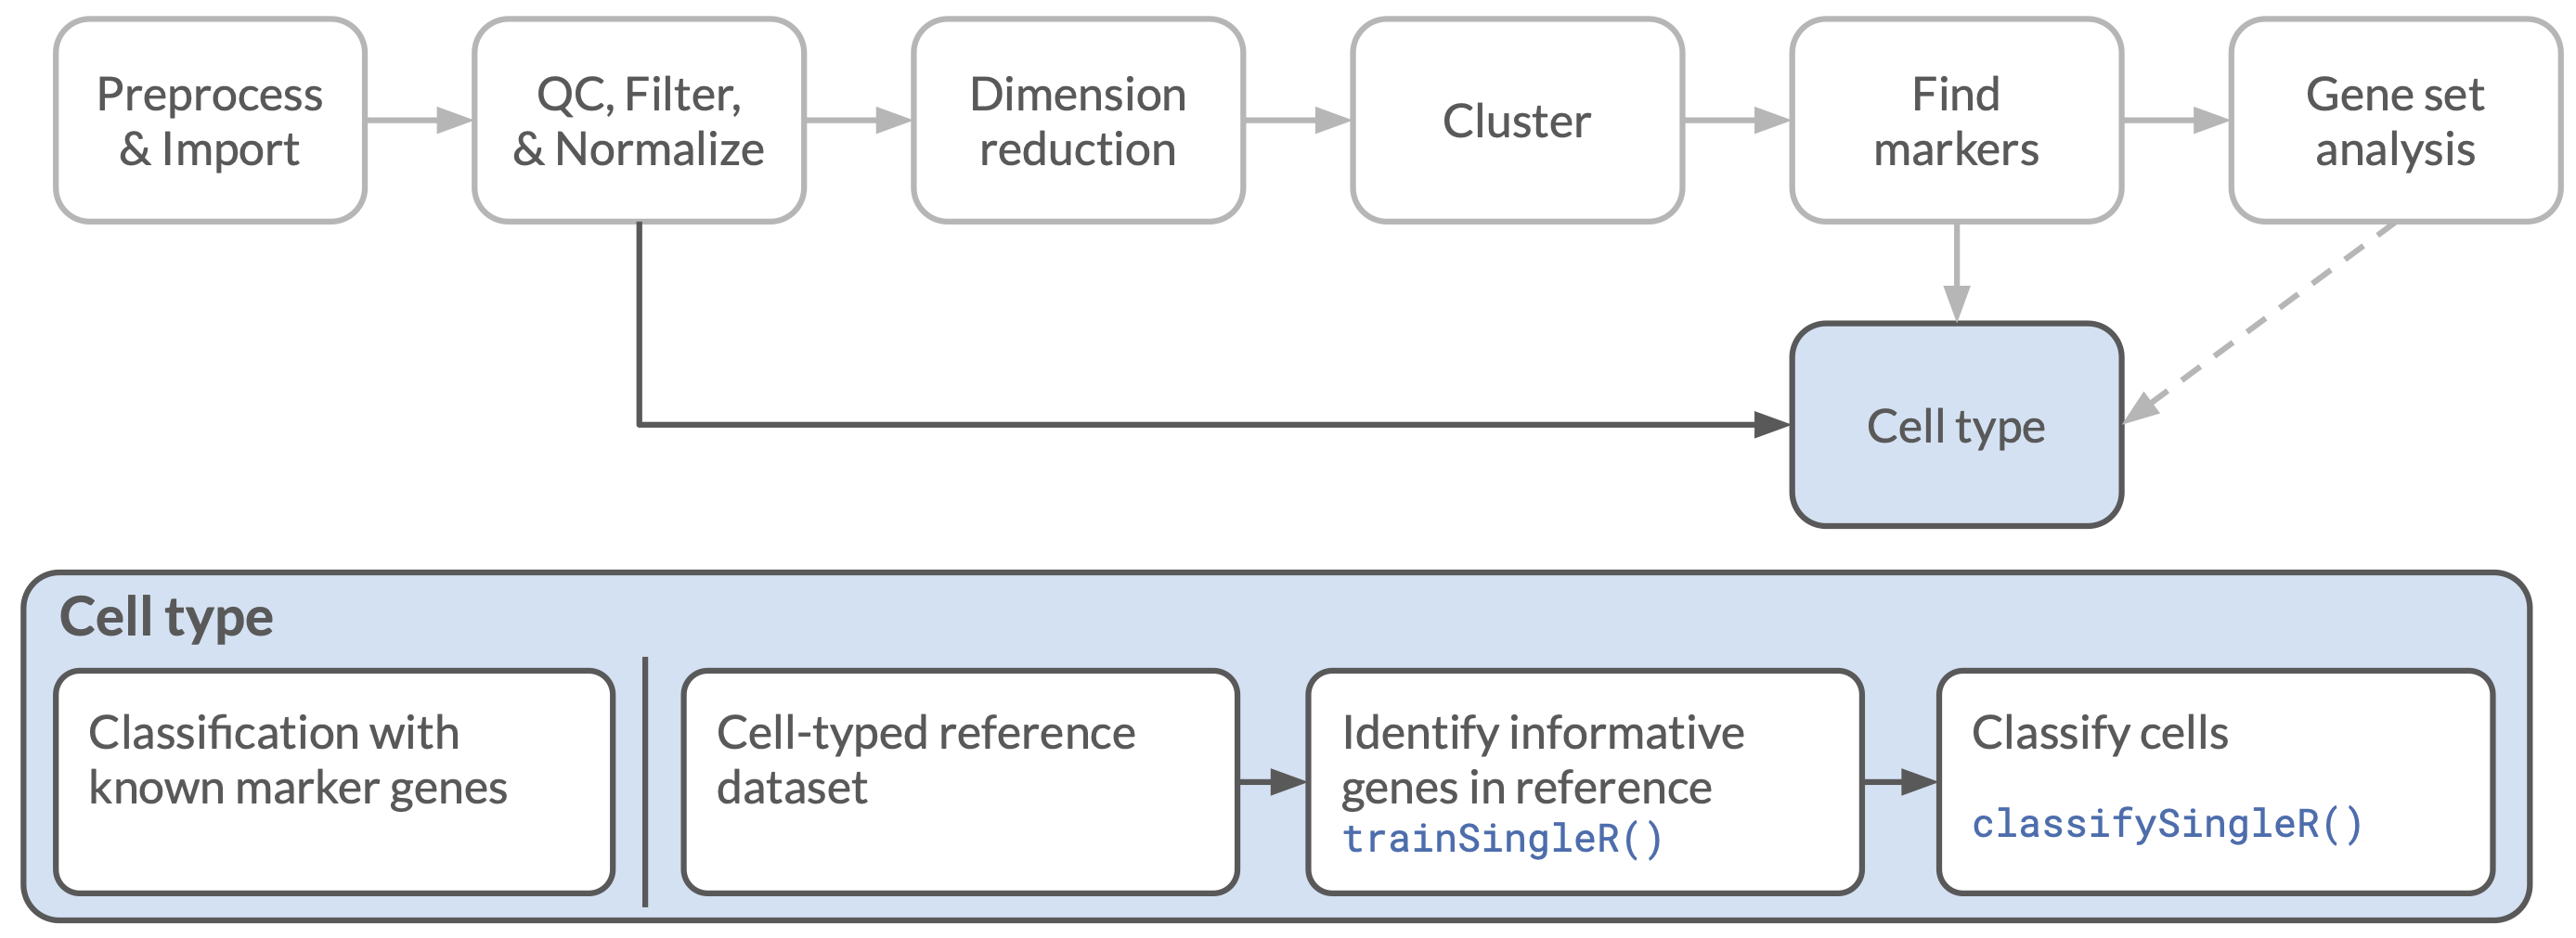 Preprocess
& Import
QC, Filter,
& Normalize
Dimension
reduction
Cluster
Find
markers
Gene set
analysis
Cell type
Cell type
Classification with
known marker genes
Cell-typed reference
dataset
Identify informative
genes in reference
trainSingleR()
Classify cells
classifySingleR()